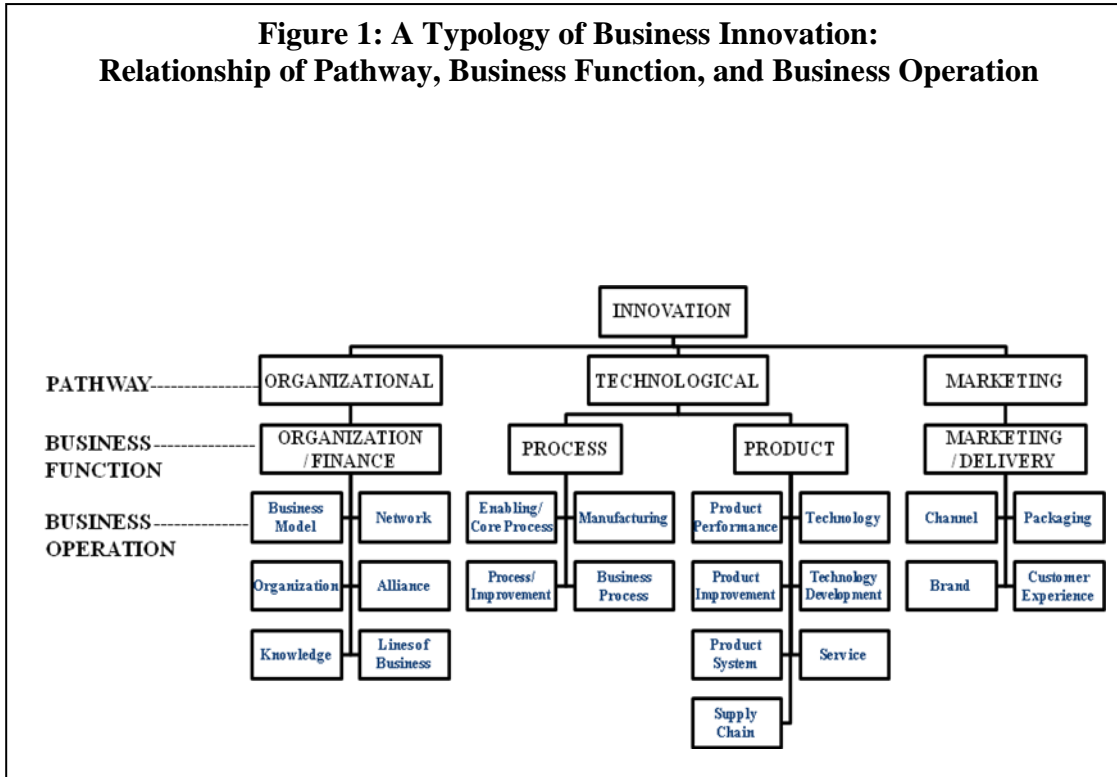 Figure 1: A Typology of Business Innovation:
Relationship of Pathway, Business Function, and Business Operation
INNOVATION
PATHWAY
ORGANIZATIONAL
TECHNOLOGICAL
MARKETING
BUSINESS
FUNCTION
ORGANIZATION
/FINANCE
PROCESS
PRODUCT
MARKETING
/DELIVERY
BUSINESS
OPERATION
Business
Model
Network
Enabling/
Core Process
Manufacturing
Product
Performance
Technology
Channel
Packaging
Organization
Alliance
Process/
Improvement
Business
Process
Product
Improvement
Technology
Development
Brand
Customer
Experience
Knowledge
Lines of
Business
Product
System
Service
Supply
Chain